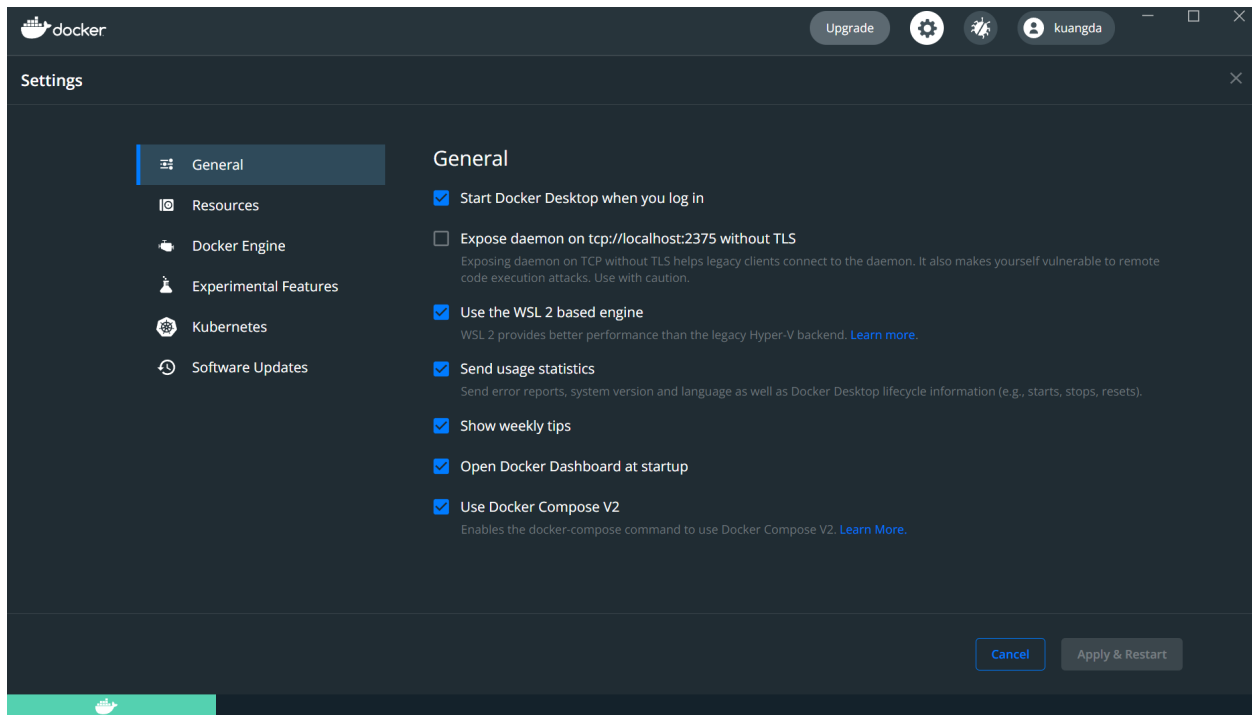 docker
Upgrade
kuangda
Settings
General
Resources
Docker Engine
Experimental Features
Kubernetes
Software Updates
General
Start Docker Desktop when you log in
Expose daemon on tcp://localhost:2375 without TLS
Exposing daemon on TCP without TLS helps legacy clients connect to the daemon. It also makes yourself vulnerable to remote
code execution attacks. Use with caution.
Use the WSL 2 based engine
WSL 2 provides better performance than the legacy Hyper-V backend. Learn more.
Send usage statistics
Send error reports, system version and language as well as Docker Desktop lifecycle information (e.g., starts, stops, resets).
Show weekly tips
Open Docker Dashboard at startup
Use Docker Compose V2
Enables the docker-compose command to use Docker Compose V2. Learn More.
Cancel
Apply & Restart